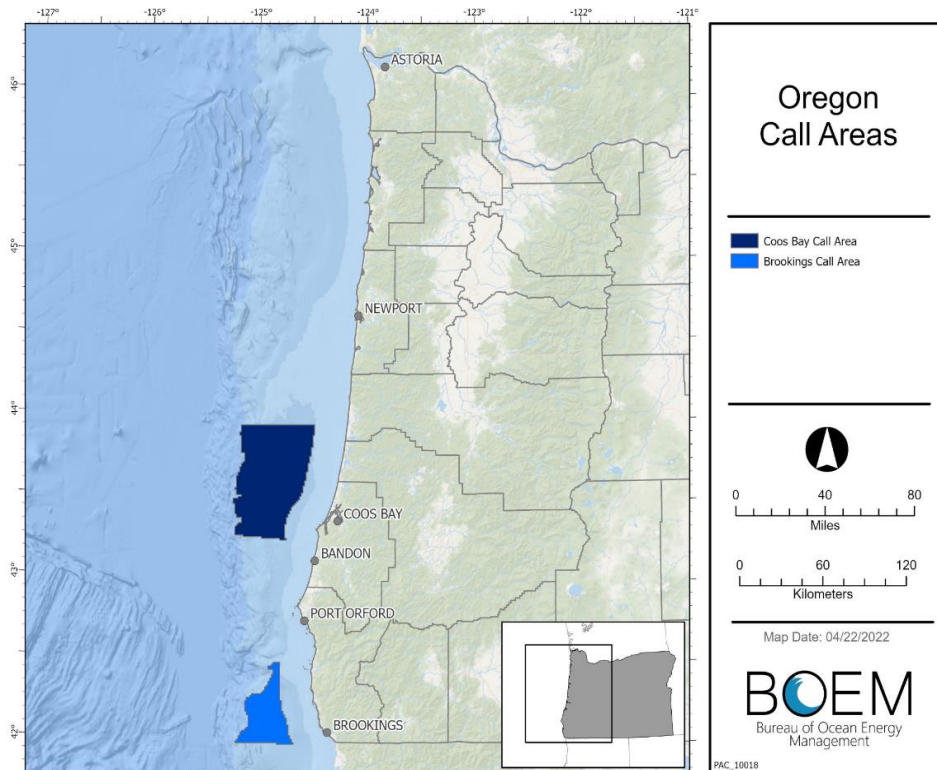 -127°
-126°
-125°
-124°
-123°
-122°
-121°
46°
45°
44°
43°
42°
ASTORIA
NEWPORT
COOS BAY
BANDON
PORT ORFORD
BROOKINGS
Oregon
Call Areas
Coos Bay Call Area
Brookings Call Area
0 40 80
Miles
0 60 120
Kilometers
Map Date: 04/22/2022
BOEM
Bureau of Ocean Energy
Management
PAC_10018